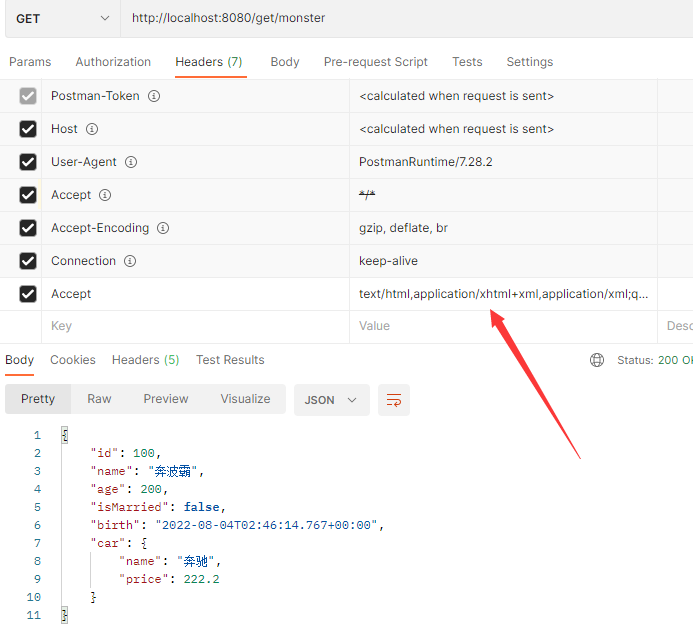 GET http://localhost:8080/get/monster
Params Authorization Headers (7) Body Pre-request Script Tests Settings
Postman-Token <calculated when request is sent>
Host <calculated when request is sent>
User-Agent PostmanRuntime/7.28.2
Accept */*
Accept-Encoding gzip, deflate, br
Connection keep-alive
Accept text/html,application/xhtml+xml,application/xml;q...
Key Value Desc
Body Cookies Headers (5) Test Results Status: 200 OK
Pretty Raw Preview Visualize JSON
1 {
2 "id": 100,
3 "name": "奔波霸",
4 "age": 200,
5 "isMarried": false,
6 "birth": "2022-08-04T02:46:14.767+00:00",
7 "car": {
8 "name": "奔驰",
9 "price": 222.2
10 }
11 }